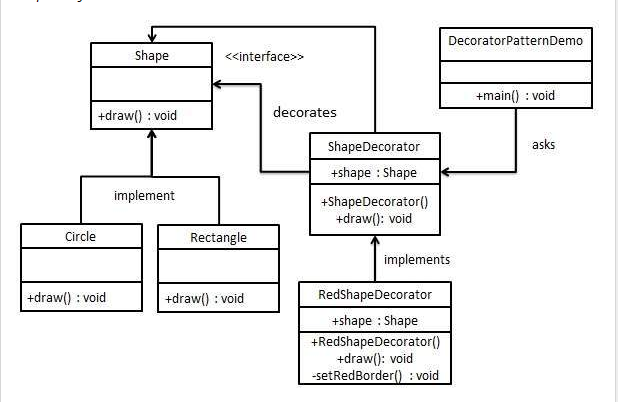 Shape
<<interface>>
+draw() : void
decorates
DecoratorPatternDemo
+main() : void
asks
ShapeDecorator
+shape : Shape
+ShapeDecorator()
+draw(): void
implement
Circle
+draw() : void
Rectangle
+draw() : void
implements
RedShapeDecorator
+shape : Shape
+RedShapeDecorator()
+draw(): void
-setRedBorder() : void